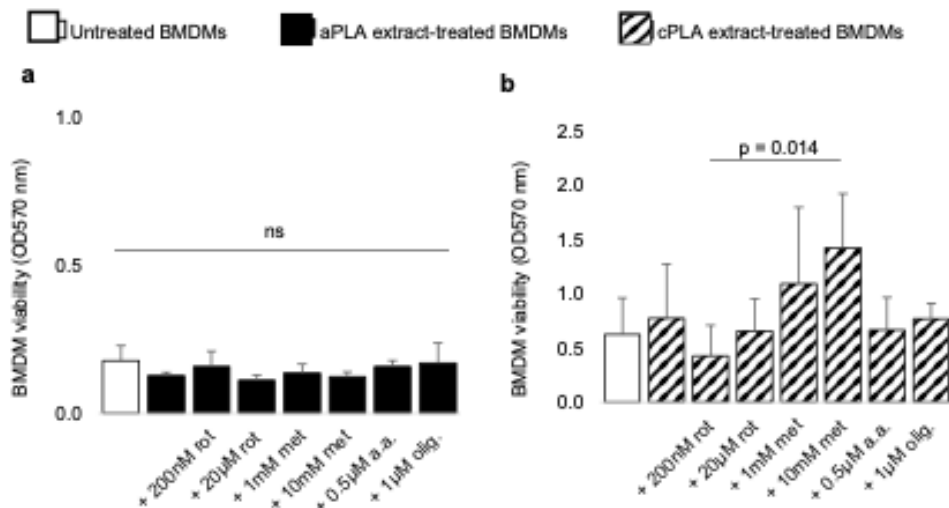 Untreated BMDMs
aPLA extract-treated BMDMs
cPLA extract-treated BMDMs
a
BMDM viability (OD570 nm)
1.0
0.5
0.0
ns
+ 200nM rot
+ 20µM rot
+ 1mM met
+ 10mM met
+ 0.5µM a.a.
+ 1µM olig.
b
BMDM viability (OD570 nm)
2.5
2.0
1.5
1.0
0.5
0.0
p = 0.014
+ 200nM rot
+ 20µM rot
+ 1mM met
+ 10mM met
+ 0.5µM a.a.
+ 1µM olig.